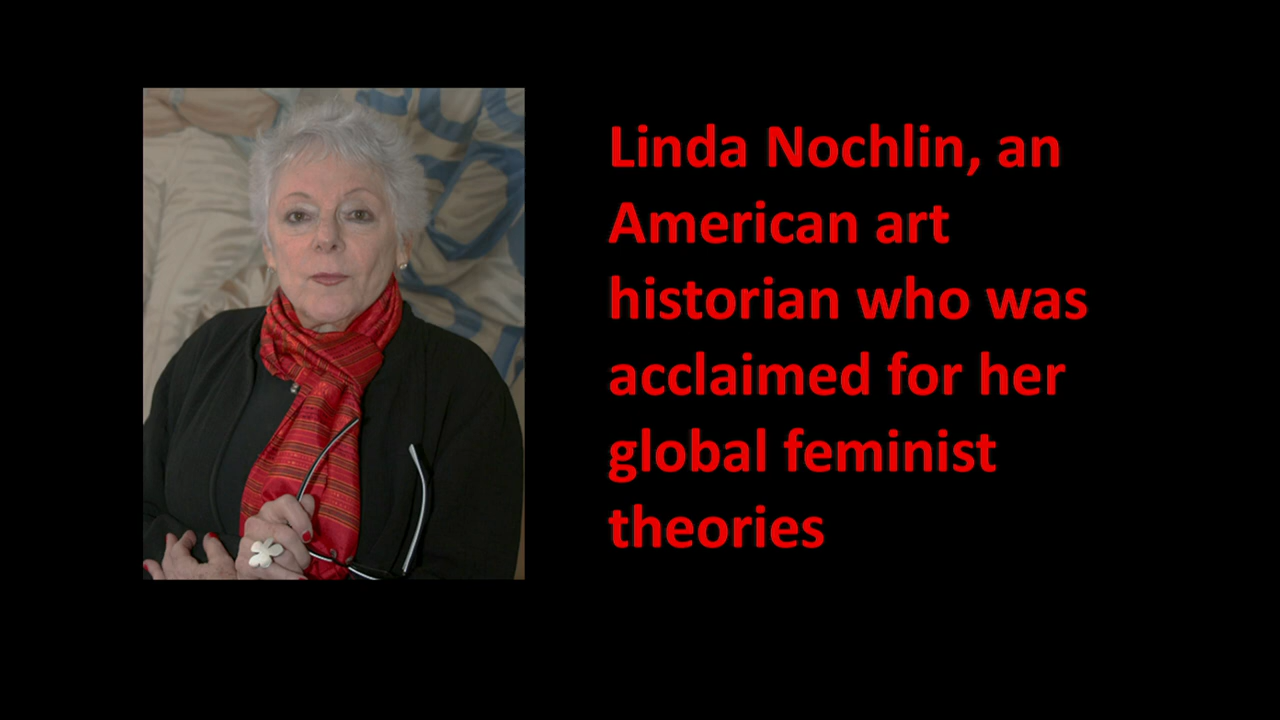 Linda Nochlin, an
American art
historian who was
acclaimed for her
global feminist
theories